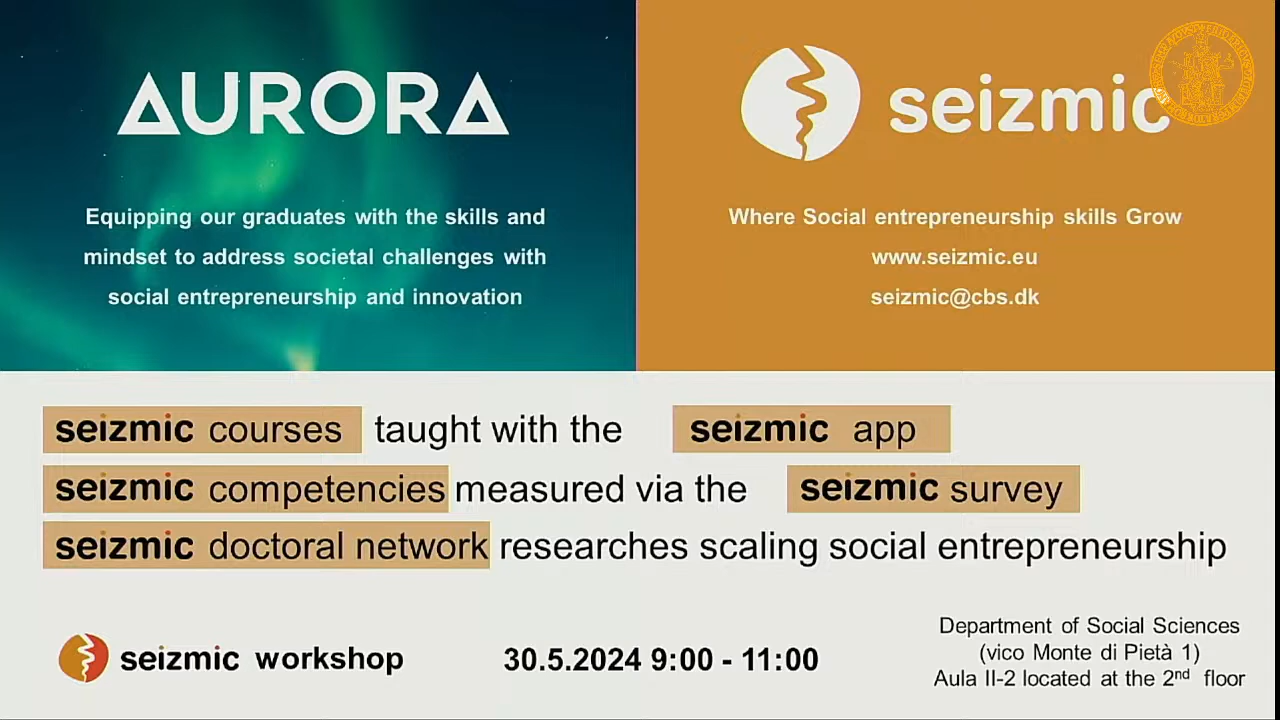 AURORA
Equipping our graduates with the skills and
mindset to address societal challenges with
social entrepreneurship and innovation
seizmic
Where Social entrepreneurship skills Grow
www.seizmic.eu
seizmic@cbs.dk
seizmic courses taught with the seizmic app
seizmic competencies measured via the seizmic survey
seizmic doctoral network researches scaling social entrepreneurship
seizmic workshop
30.5.2024 9:00 - 11:00
Department of Social Sciences
(vico Monte di Pietà 1)
Aula II-2 located at the 2nd floor